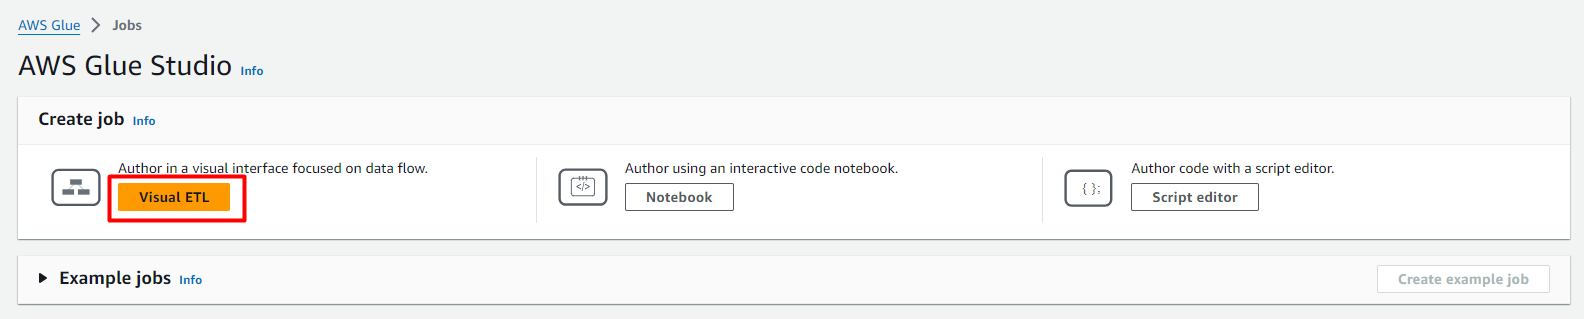 AWS Glue > Jobs
AWS Glue Studio Info
Create job Info
Author in a visual interface focused on data flow.
Visual ETL
Author using an interactive code notebook.
</>
Notebook
Author code with a script editor.
{ };
Script editor
Example jobs Info
Create example job